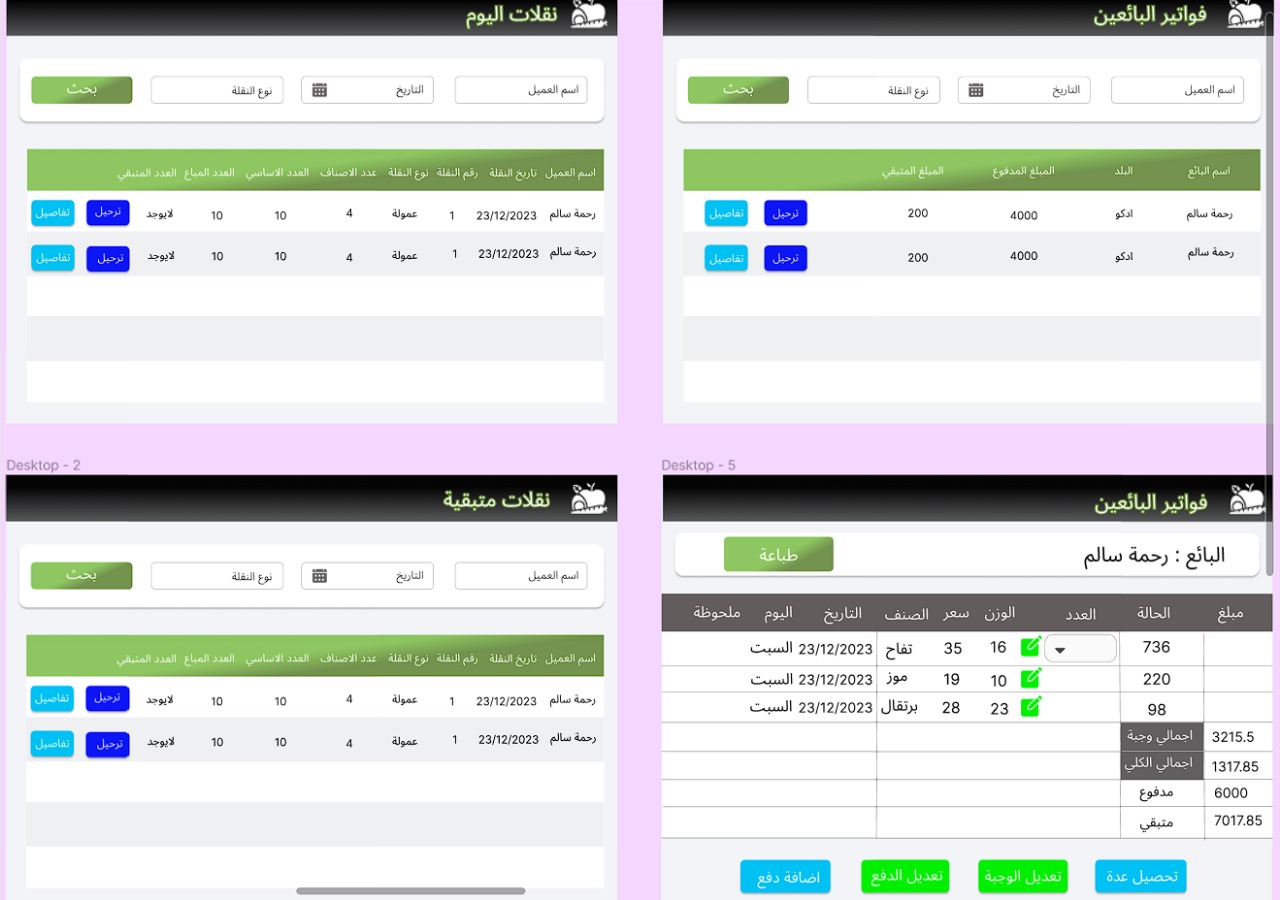 نقلات اليوم
اسم العميل التاريخ نوع النقلة بحث
اسم العميل تاريخ النقلة رقم النقلة نوع النقلة عدد الاصناف العدد الاساسي العدد المباع العدد المتبقي
رحمة سالم 23/12/2023 1 عمولة 4 10 10 لايوجد ترحيل تفاصيل
رحمة سالم 23/12/2023 1 عمولة 4 10 10 لايوجد ترحيل تفاصيل
فواتير البائعين
اسم العميل التاريخ نوع النقلة بحث
اسم البائع البلد المبلغ المدفوع المبلغ المتبقي
رحمة سالم ادكو 4000 200 ترحيل تفاصيل
رحمة سالم ادكو 4000 200 ترحيل تفاصيل
Desktop - 2
نقلات متبقية
اسم العميل التاريخ نوع النقلة بحث
اسم العميل تاريخ النقلة رقم النقلة نوع النقلة عدد الاصناف العدد الاساسي العدد المباع العدد المتبقي
رحمة سالم 23/12/2023 1 عمولة 4 10 10 لايوجد ترحيل تفاصيل
رحمة سالم 23/12/2023 1 عمولة 4 10 10 لايوجد ترحيل تفاصيل
Desktop - 5
فواتير البائعين
البائع : رحمة سالم طباعة
مبلغ الحالة العدد الوزن سعر الصنف التاريخ اليوم ملحوظة
736 16 35 تفاح 23/12/2023 السبت
220 10 19 موز 23/12/2023 السبت
98 23 28 برتقال 23/12/2023 السبت
3215.5 اجمالي وجبة
1317.85 اجمالي الكلي
6000 مدفوع
7017.85 متبقي
تحصيل عدة تعديل الوجبة تعديل الدفع اضافة دفع